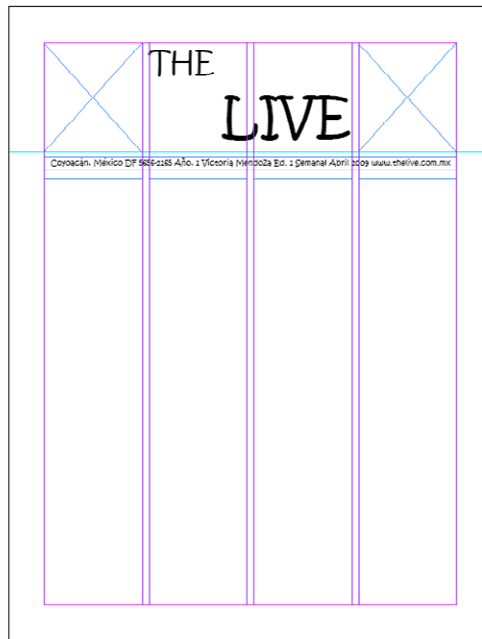 THE
LIVE
Coyoacán. México DF 5656-2265 Año. 1 Victoria Mendoza Ed. 1 Semanal Abril 2009 www.thelive.com.mx